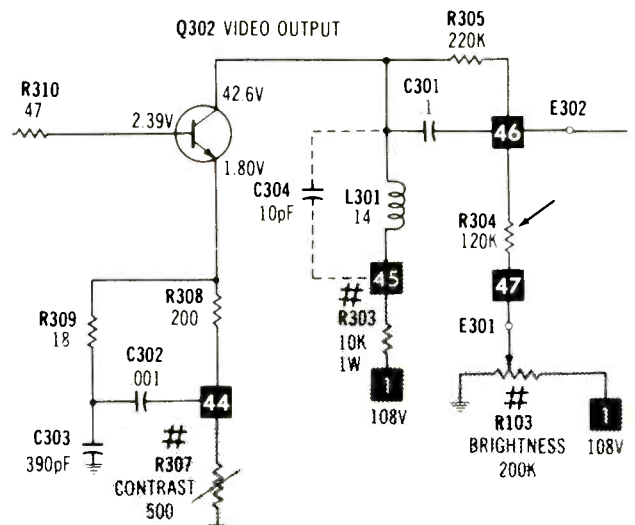 Q302 VIDEO OUTPUT
R305
220K
R310
47
42.6V
C301
.1
E302
2.39V
46
1.80V
C304
10pF
L301
14
R304
120K
45
47
R308
200
#
R303
10K
1W
E301
R309
18
C302
.001
44
1
108V
#
R103
BRIGHTNESS
200K
1
108V
C303
390pF
#
R307
CONTRAST
500